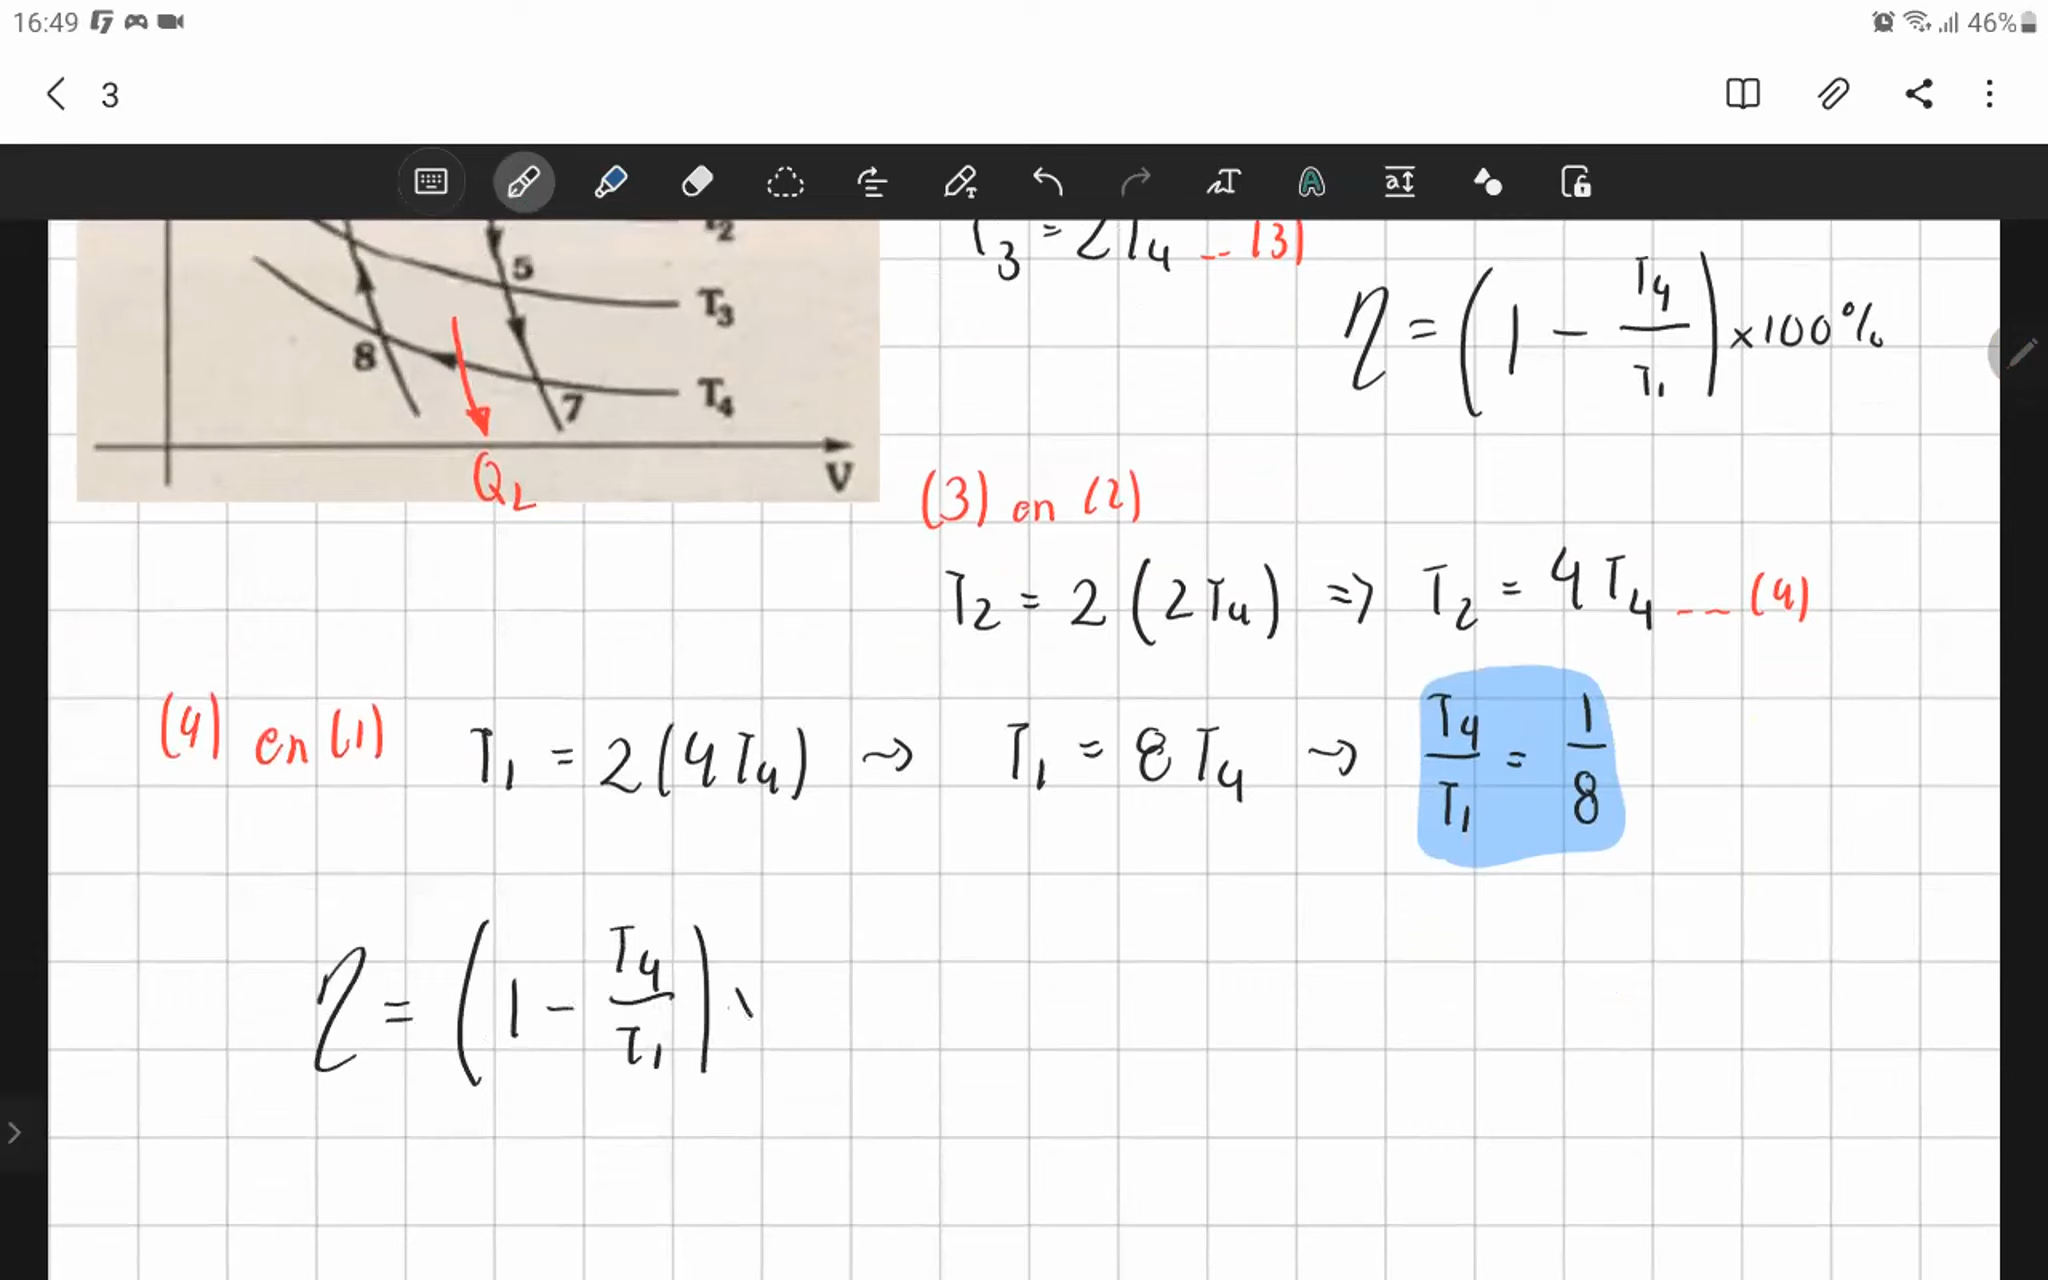 16:49
46%
3
T2
5
T3
8
T4
7
V
QL
T3 = 2T4 -- (3)
η = (1 - T4/T1) ×100%
(3) en (2)
T2 = 2(2T4) => T2 = 4T4 --- (4)
(4) en (1) T1 = 2(4T4) → T1 = 8T4 → T4/T1 = 1/8
η = (1 - T4/T1)